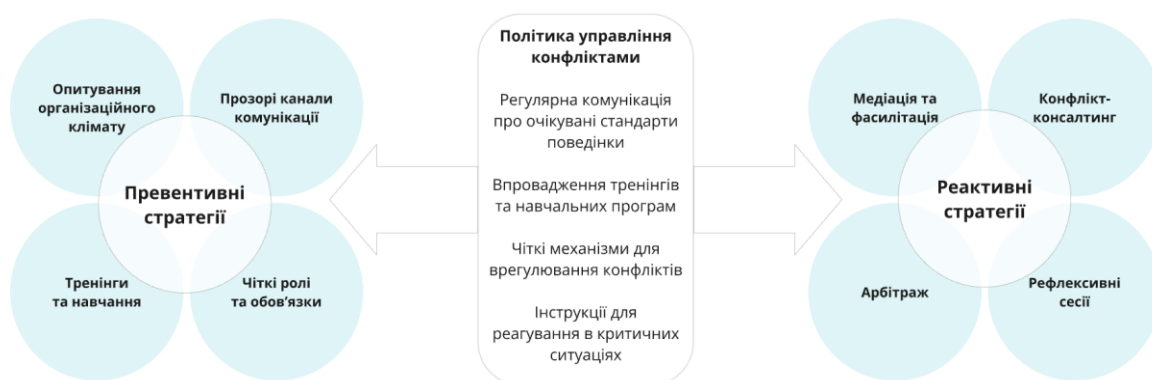 Опитування
організаційного
клімату
Прозорі канали
комунікації
Превентивні
стратегії
Тренінги
та навчання
Чіткі ролі
та обов’язки
Політика управління
конфліктами
Регулярна комунікація
про очікувані стандарти
поведінки
Впровадження тренінгів
та навчальних програм
Чіткі механізми для
врегулювання конфліктів
Інструкції для
реагування в критичних
ситуаціях
Медіація та
фасилітація
Конфлікт-
консалтинг
Реактивні
стратегії
Арбітраж
Рефлексивні
сесії